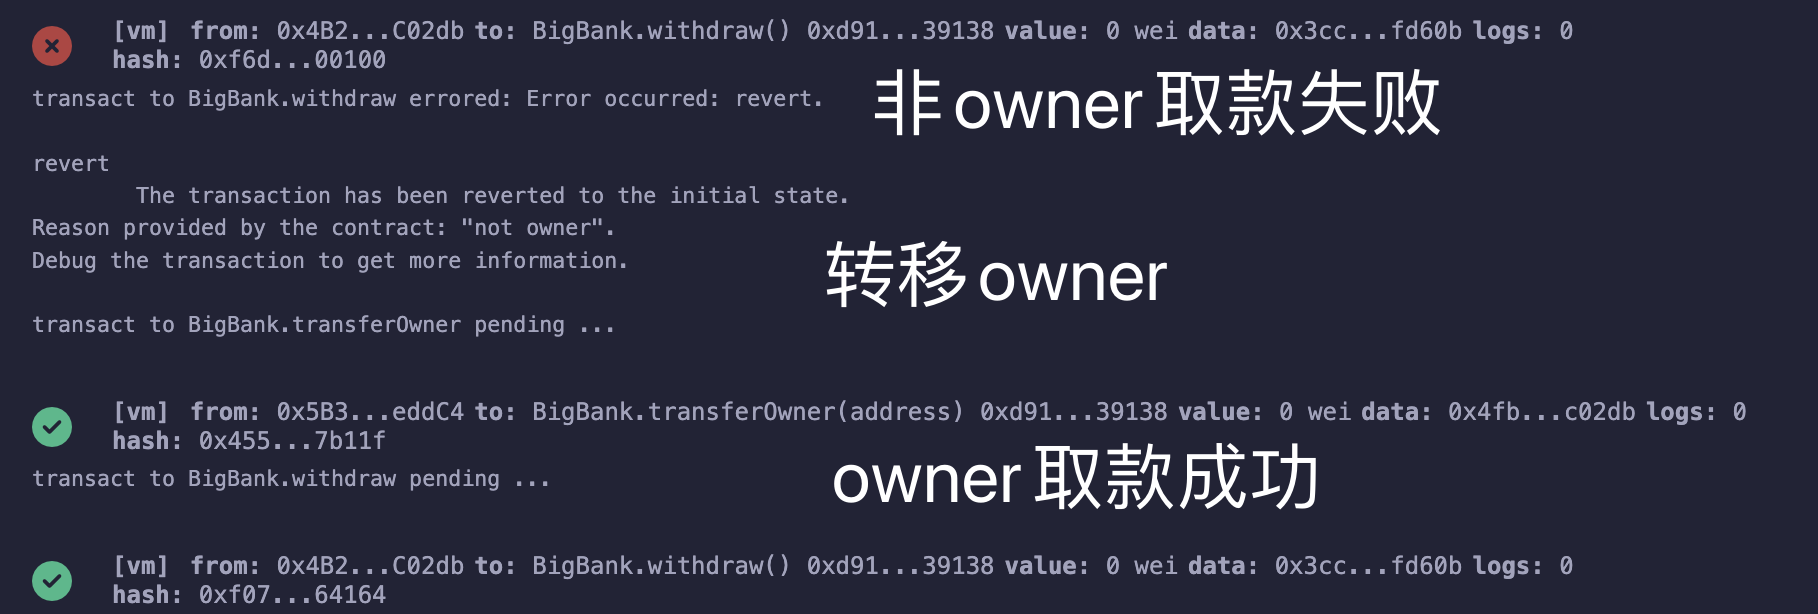 [vm] from: 0x4B2...C02db to: BigBank.withdraw() 0xd91...39138 value: 0 wei data: 0x3cc...fd60b logs: 0
hash: 0xf6d...00100
transact to BigBank.withdraw errored: Error occurred: revert.
非owner取款失败
revert
The transaction has been reverted to the initial state.
Reason provided by the contract: "not owner".
Debug the transaction to get more information.
转移owner
transact to BigBank.transferOwner pending ...
[vm] from: 0x5B3...eddC4 to: BigBank.transferOwner(address) 0xd91...39138 value: 0 wei data: 0x4fb...c02db logs: 0
hash: 0x455...7b11f
transact to BigBank.withdraw pending ...
owner取款成功
[vm] from: 0x4B2...C02db to: BigBank.withdraw() 0xd91...39138 value: 0 wei data: 0x3cc...fd60b logs: 0
hash: 0xf07...64164